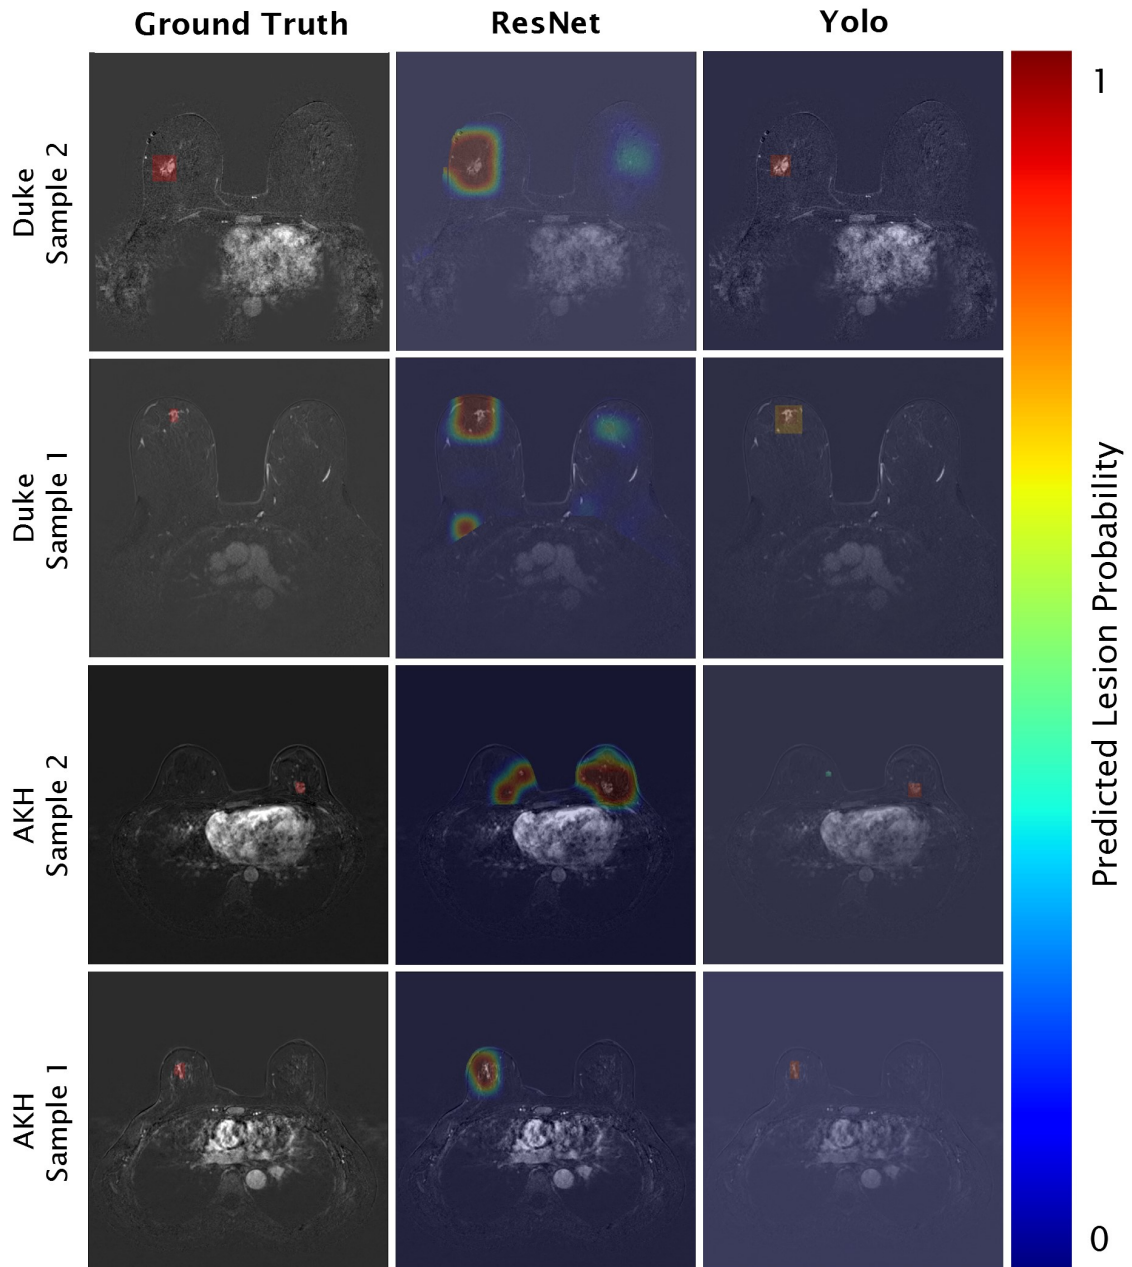 Ground Truth
ResNet
Yolo
Duke
Sample 2
Duke
Sample 1
AKH
Sample 2
AKH
Sample 1
1
Predicted Lesion Probability
0